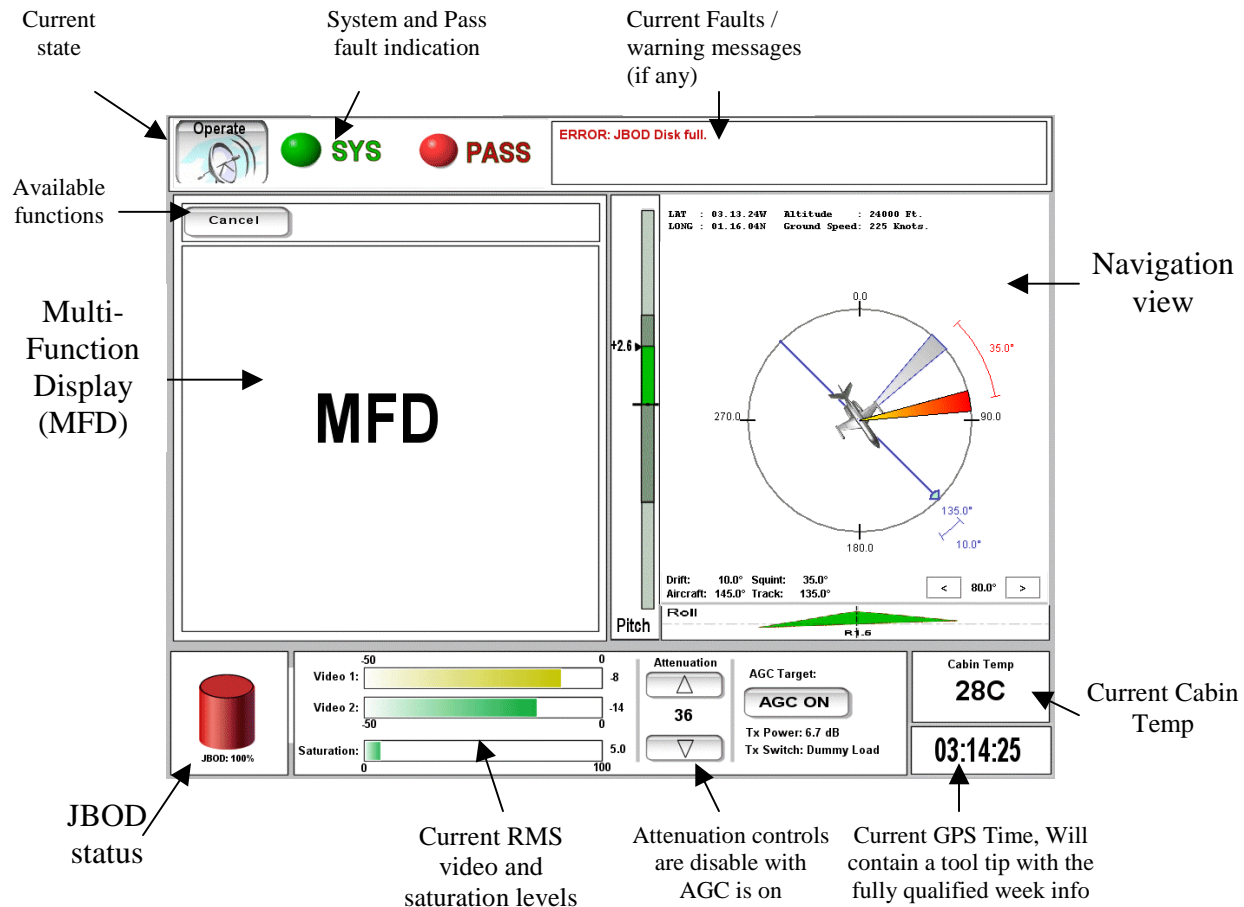 Current
state
System and Pass
fault indication
Current Faults /
warning messages
(if any)
Operate
SYS
PASS
ERROR: JBOD Disk full.
Available
functions
Cancel
Multi-
Function
Display
(MFD)
MFD
+2.6
Pitch
LAT : 03.13.24W Altitude : 24000 Ft.
LONG : 01.16.04N Ground Speed: 225 Knots.
Navigation
view
0.0
35.0°
270.0
90.0
135.0°
10.0°
180.0
Drift: 10.0° Squint: 35.0°
Aircraft: 145.0° Track: 135.0°
< 80.0° >
Roll
R1.6
JBOD: 100%
-50 0
Video 1: -8
Video 2: -14
-50 0
Saturation: 5.0
0 100
Attenuation
36
AGC Target:
AGC ON
Tx Power: 6.7 dB
Tx Switch: Dummy Load
Cabin Temp
28C
03:14:25
Current Cabin
Temp
JBOD
status
Current RMS
video and
saturation levels
Attenuation controls
are disable with
AGC is on
Current GPS Time, Will
contain a tool tip with the
fully qualified week info